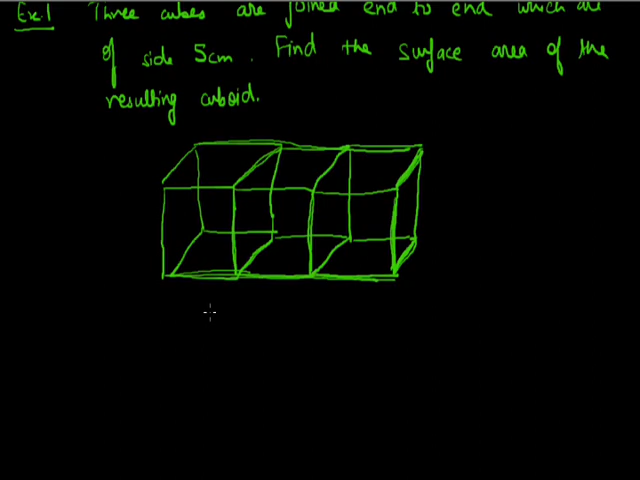 Ex.1 Three cubes are joined end to end which are
of side 5cm. Find the surface area of the
resulting cuboid.